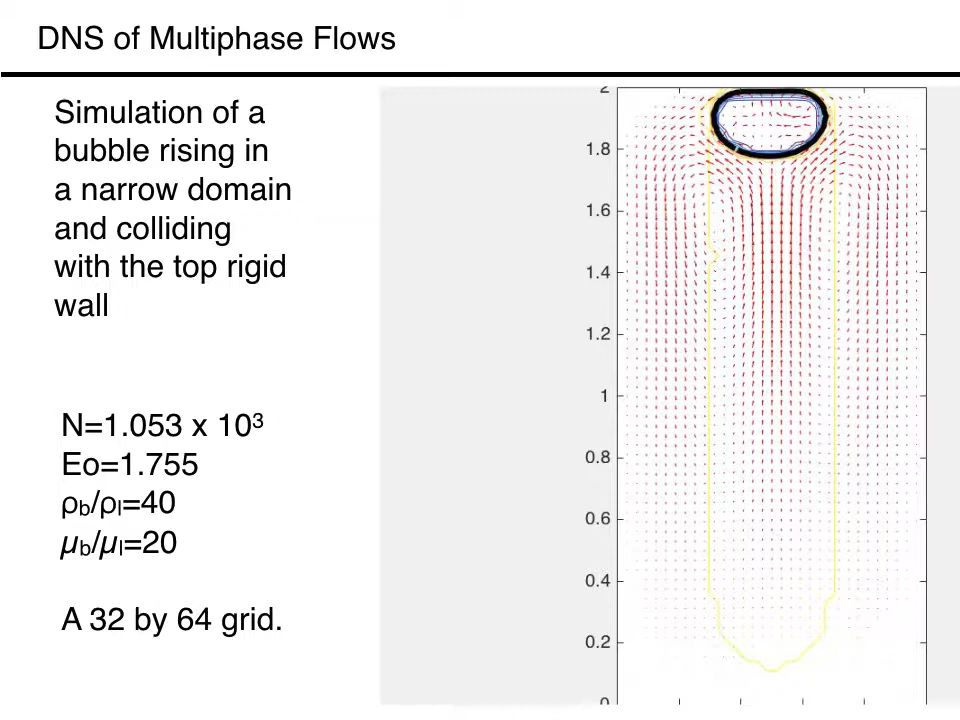 DNS of Multiphase Flows
Simulation of a
bubble rising in
a narrow domain
and colliding
with the top rigid
wall
N=1.053 x 10³
Eo=1.755
ρb/ρl=40
μb/μl=20
A 32 by 64 grid.
2
1.8
1.6
1.4
1.2
1
0.8
0.6
0.4
0.2
0